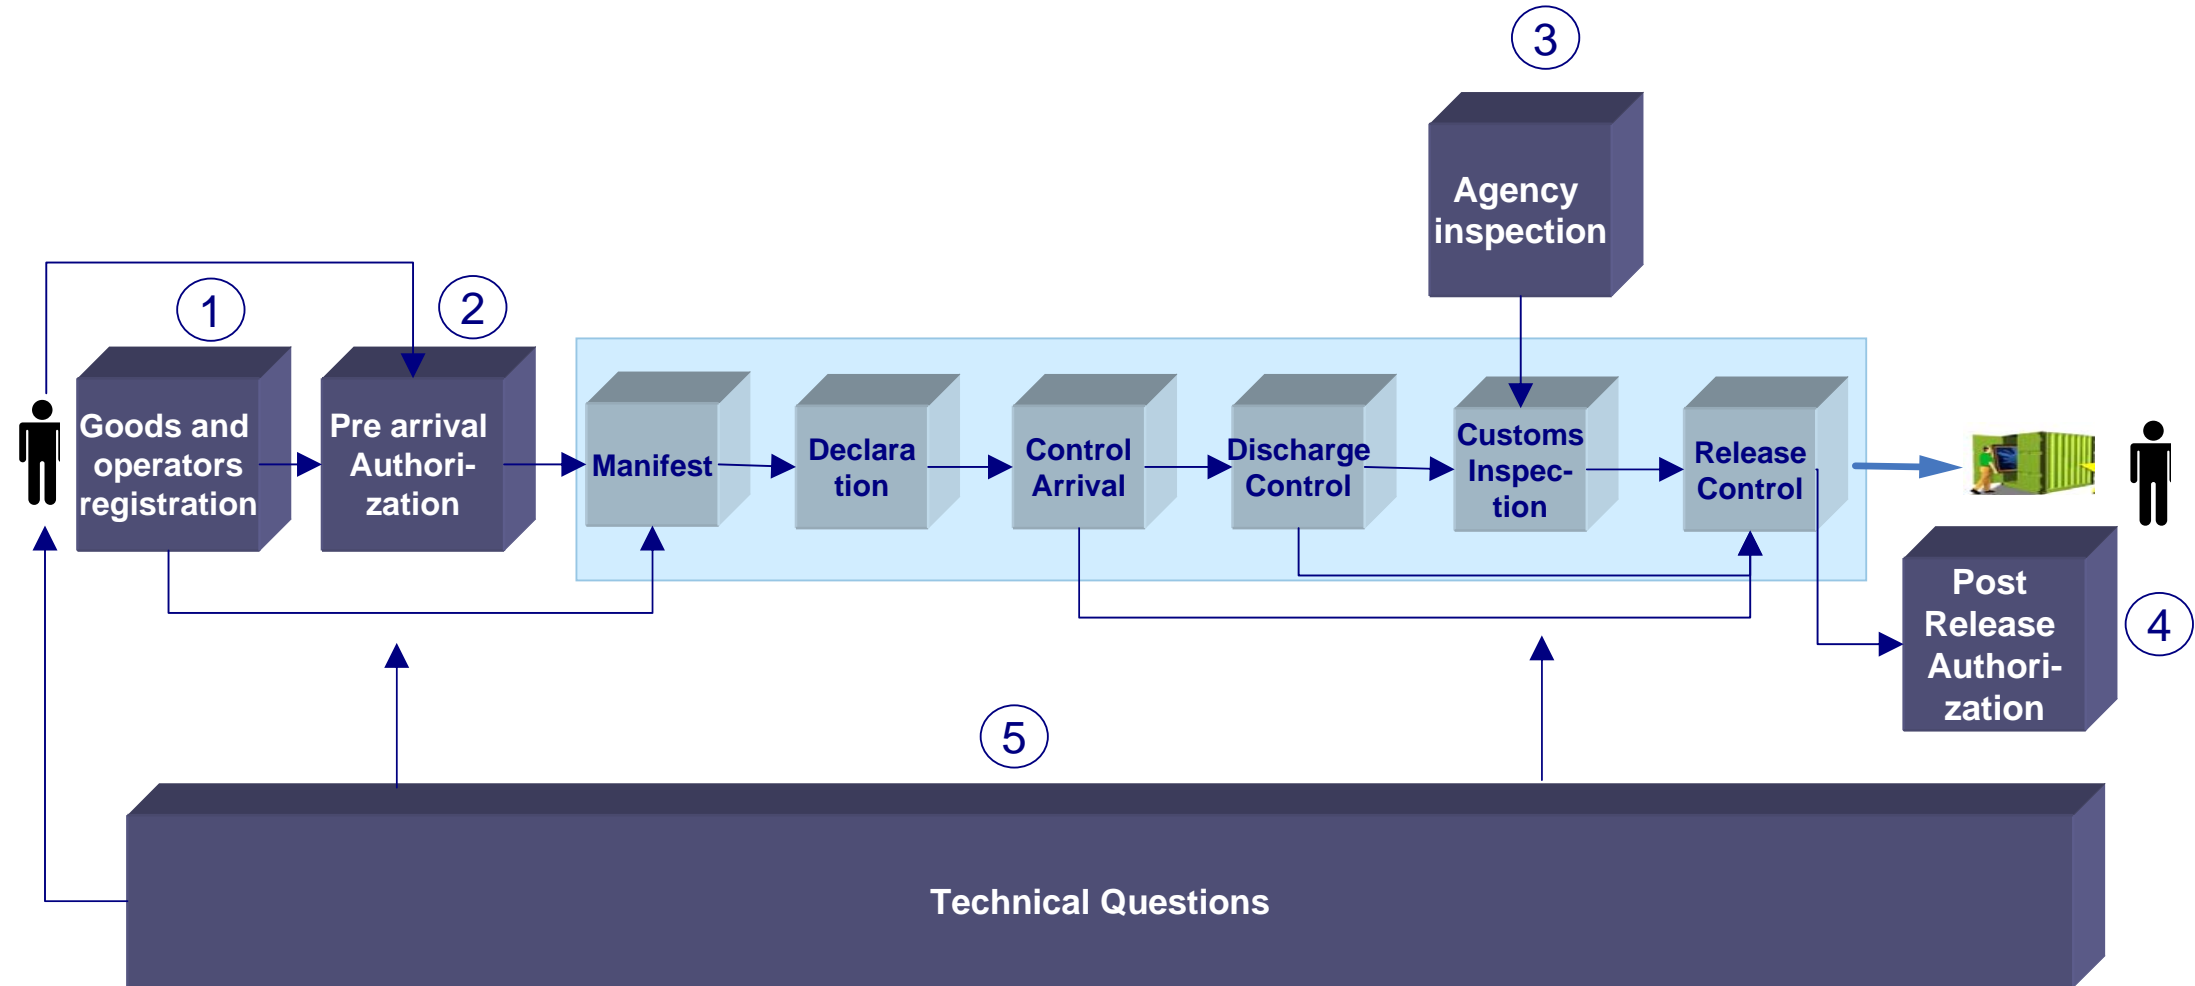 3
Agency
inspection
1
2
Goods and
operators
registration
Pre arrival
Authori-
zation
Manifest
Declara
tion
Control
Arrival
Discharge
Control
Customs
Inspec-
tion
Release
Control
Post
Release
Authori-
zation
4
5
Technical Questions